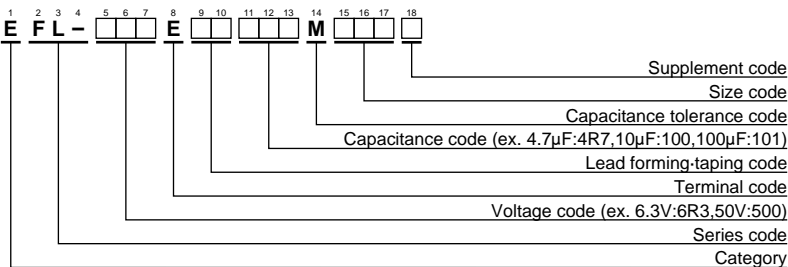 1 2 3 4 5 6 7 8 9 10 11 12 13 14 15 16 17 18
E F L - □□□ E □□ □□□ M □□□ □
Supplement code
Size code
Capacitance tolerance code
Capacitance code (ex. 4.7μF:4R7,10μF:100,100μF:101)
Lead forming·taping code
Terminal code
Voltage code (ex. 6.3V:6R3,50V:500)
Series code
Category